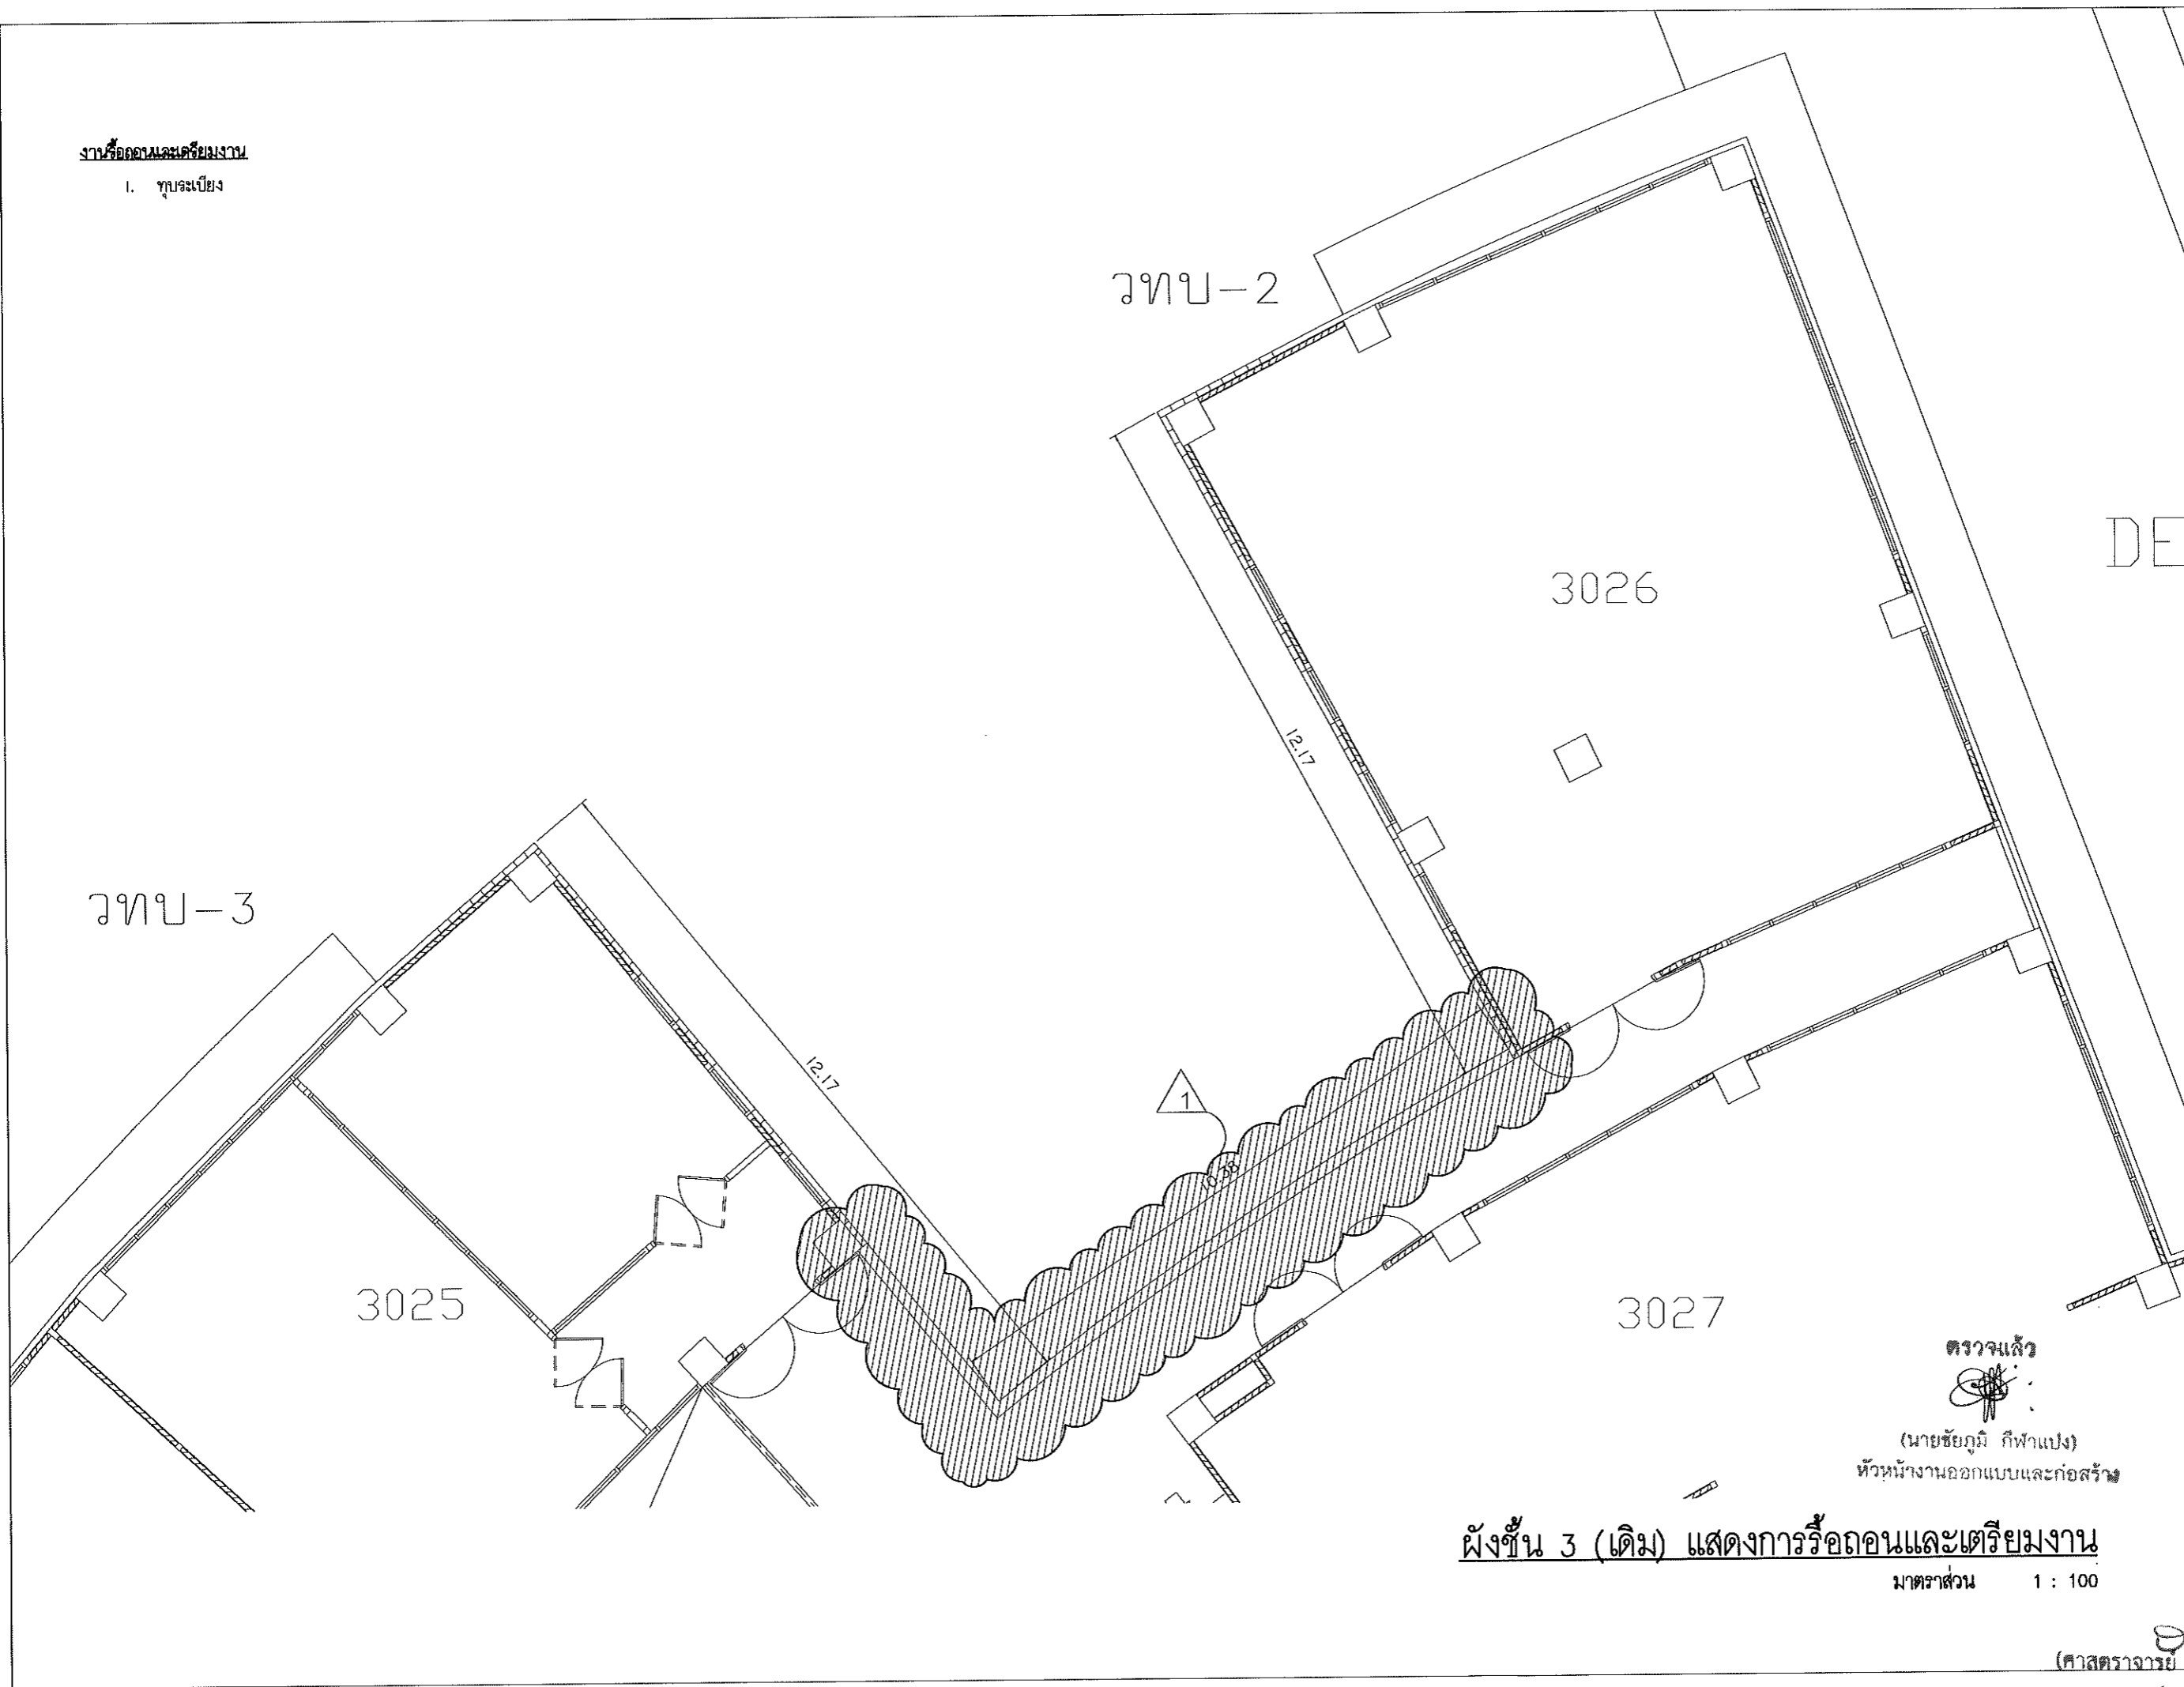 งานรื้อถอนและเตรียมงาน
1. ทุบระเบียง
วทบ-2
DE
3026
12.17
วทบ-3
12.17
1
3025
3027
ตรวจแล้ว
(นายชัยภูมิ กีฬาแปง)
หัวหน้างานออกแบบและก่อสร้าง
ผังชั้น 3 (เดิม) แสดงการรื้อถอนและเตรียมงาน
มาตราส่วน 1 : 100
(ศาสตราจารย์